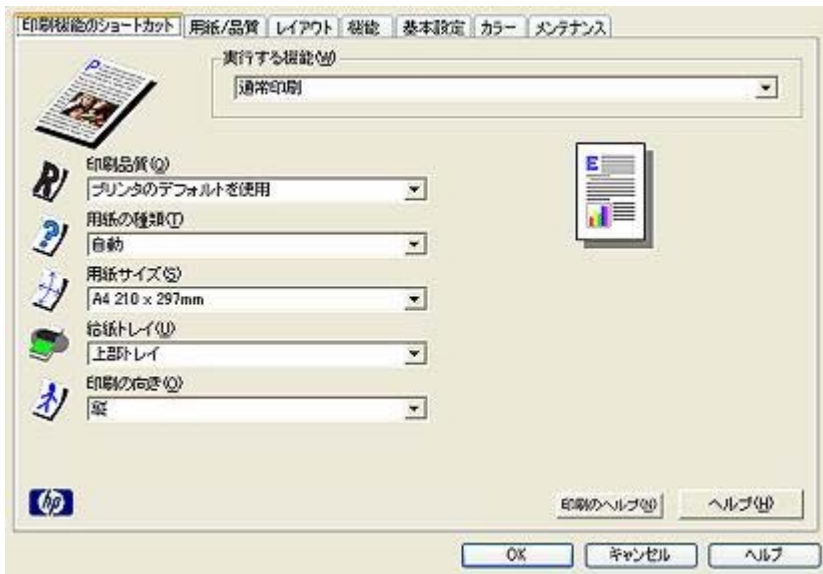 印刷機能のショートカット 用紙/品質 レイアウト 機能 基本設定 カラー メンテナンス
実行する機能(W)
通常印刷
印刷品質(Q)
プリンタのデフォルトを使用
用紙の種類(T)
自動
用紙サイズ(S)
A4 210 x 297mm
給紙トレイ(U)
上部トレイ
印刷の向き(O)
縦
P
E
hp
印刷のヘルプ(N) ヘルプ(H)
OK キャンセル ヘルプ